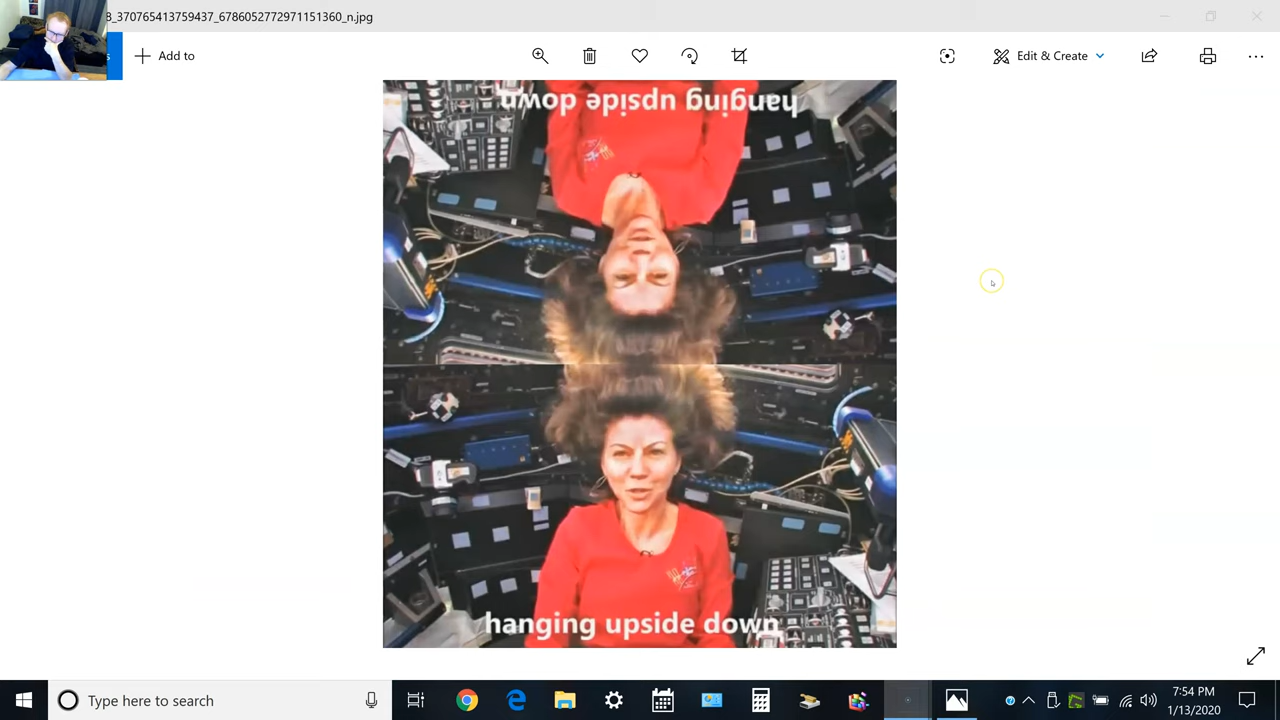 8_370765413759437_6786052772971151360_n.jpg
Add to
Edit & Create
hanging upside down
hanging upside down
Type here to search
7:54 PM
1/13/2020